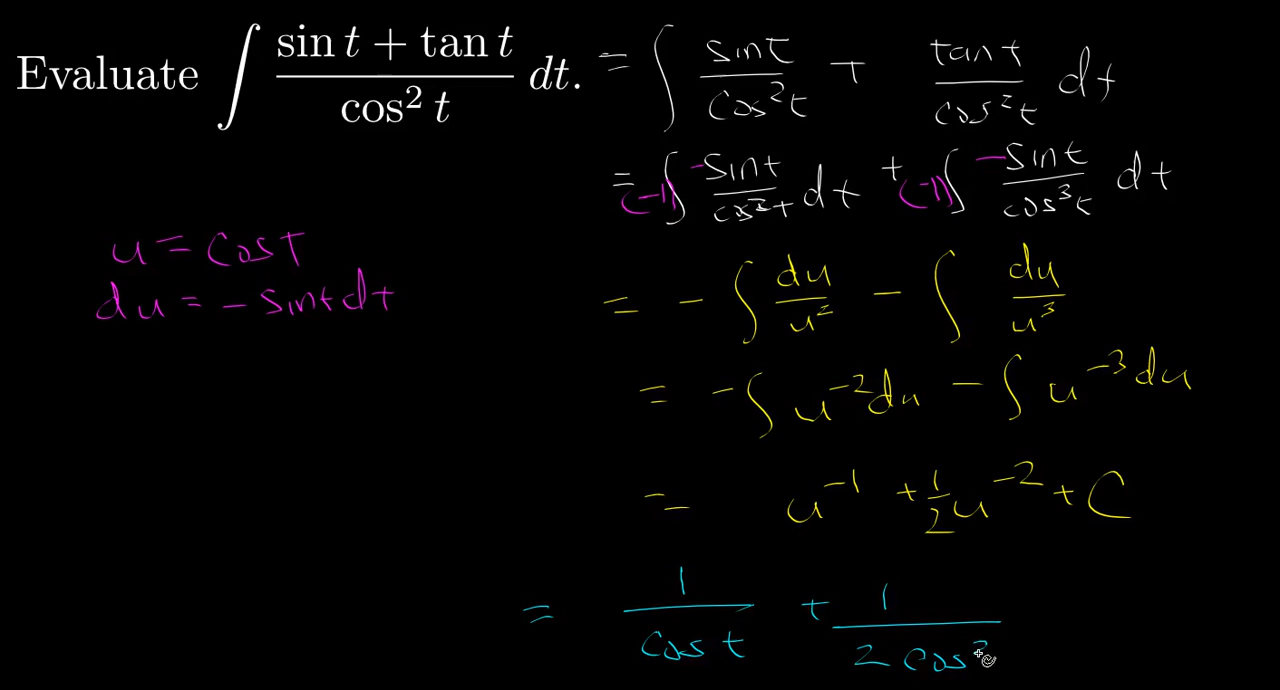 Evaluate ∫ (sin t + tan t)/(cos² t) dt. = ∫ sin t/cos² t + tan t/cos² t dt
= (-1)∫ -sin t/cos² t dt + (-1)∫ -sin t/cos³ t dt
u = cos t
du = - sin t dt
= - ∫ du/u² - ∫ du/u³
= - ∫ u⁻² du - ∫ u⁻³ du
= u⁻¹ + 1/2 u⁻² + C
= 1/cos t + 1/2 cos²